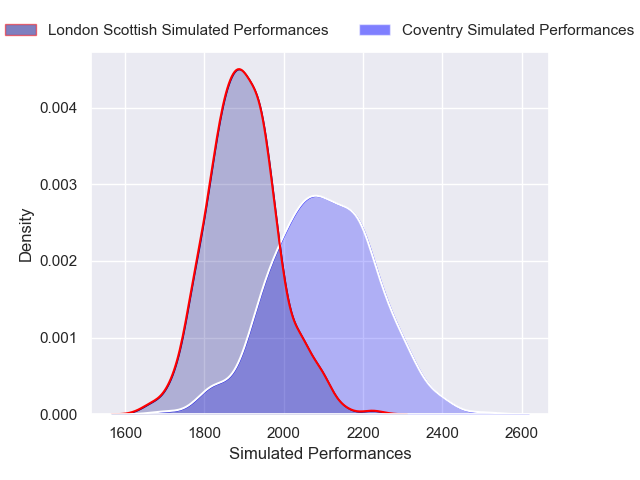 London Scottish Simulated Performances
Coventry Simulated Performances
0.004
0.003
0.002
0.001
0.000
Density
1600 1800 2000 2200 2400 2600
Simulated Performances